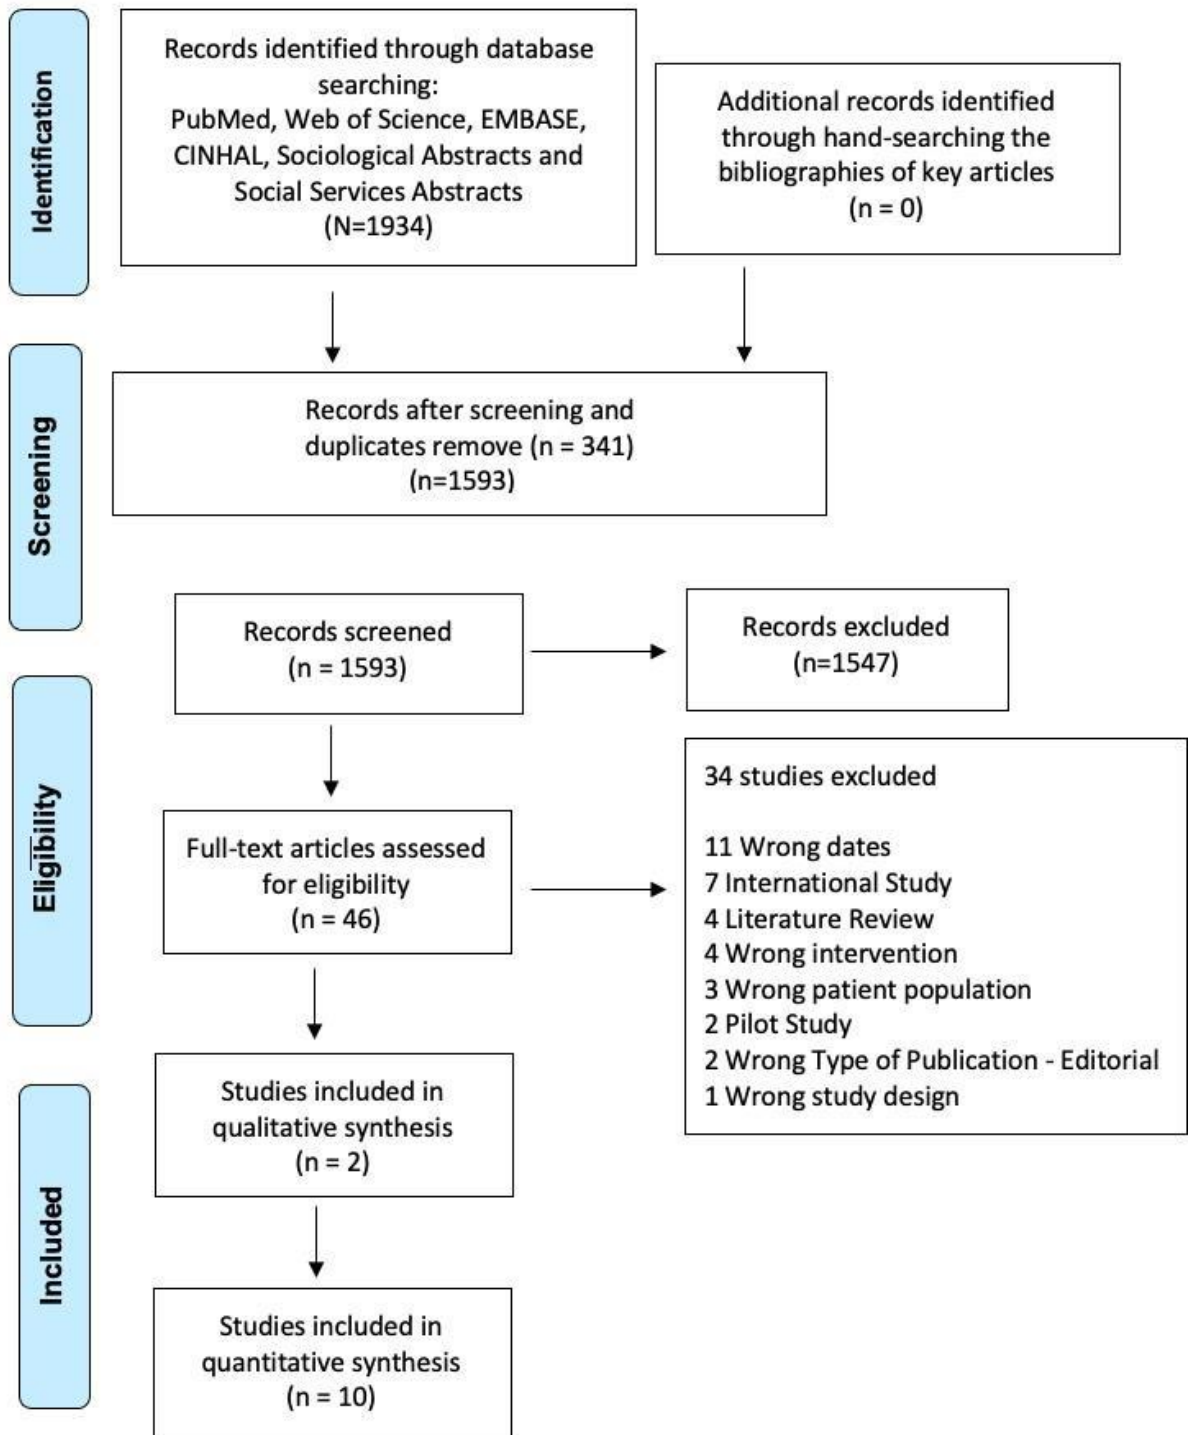 Identification
Records identified through database
searching:
PubMed, Web of Science, EMBASE,
CINHAL, Sociological Abstracts and
Social Services Abstracts
(N=1934)
Additional records identified
through hand-searching the
bibliographies of key articles
(n = 0)
Screening
Records after screening and
duplicates remove (n = 341)
(n=1593)
Records screened
(n = 1593)
Records excluded
(n=1547)
Eligibility
Full-text articles assessed
for eligibility
(n = 46)
34 studies excluded
11 Wrong dates
7 International Study
4 Literature Review
4 Wrong intervention
3 Wrong patient population
2 Pilot Study
2 Wrong Type of Publication - Editorial
1 Wrong study design
Included
Studies included in
qualitative synthesis
(n = 2)
Studies included in
quantitative synthesis
(n = 10)